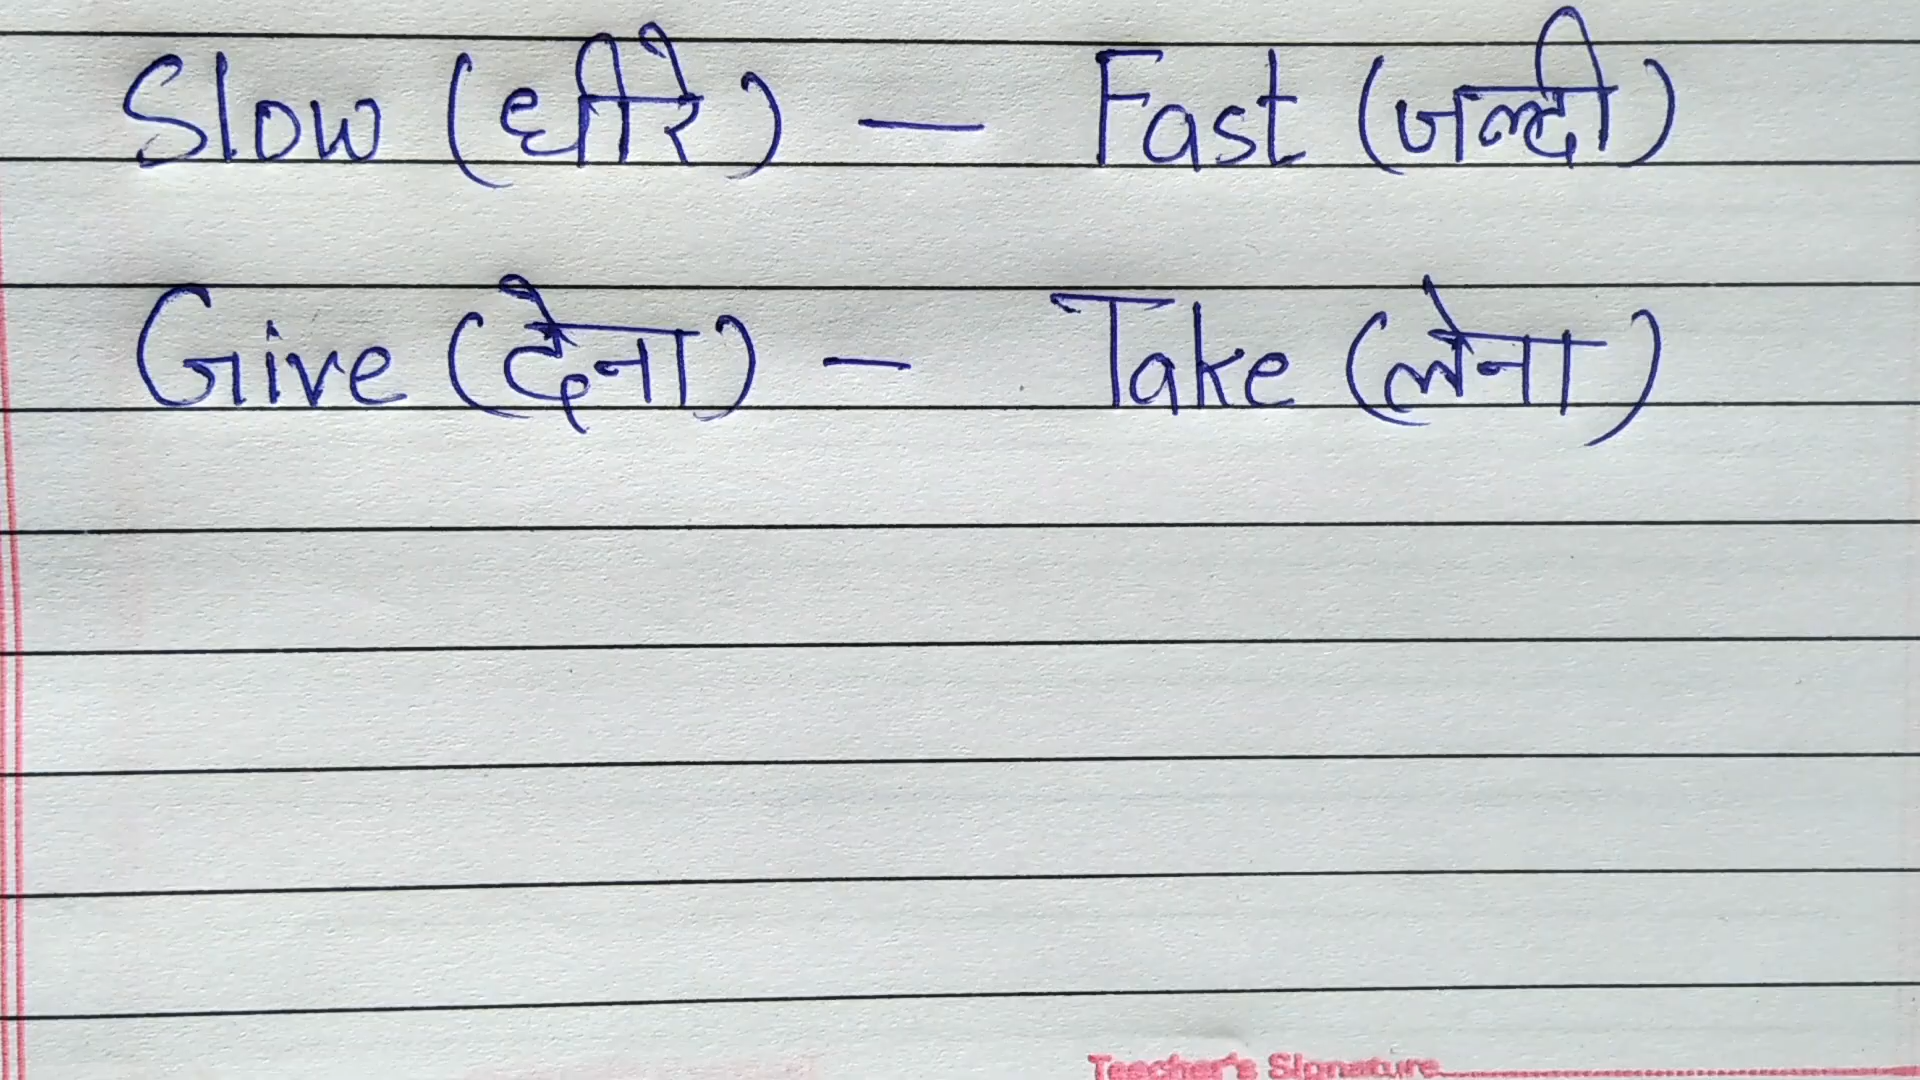 Slow (धीरे) — Fast (जल्दी)
Give (देना) — Take (लेना)
Teacher's Signature